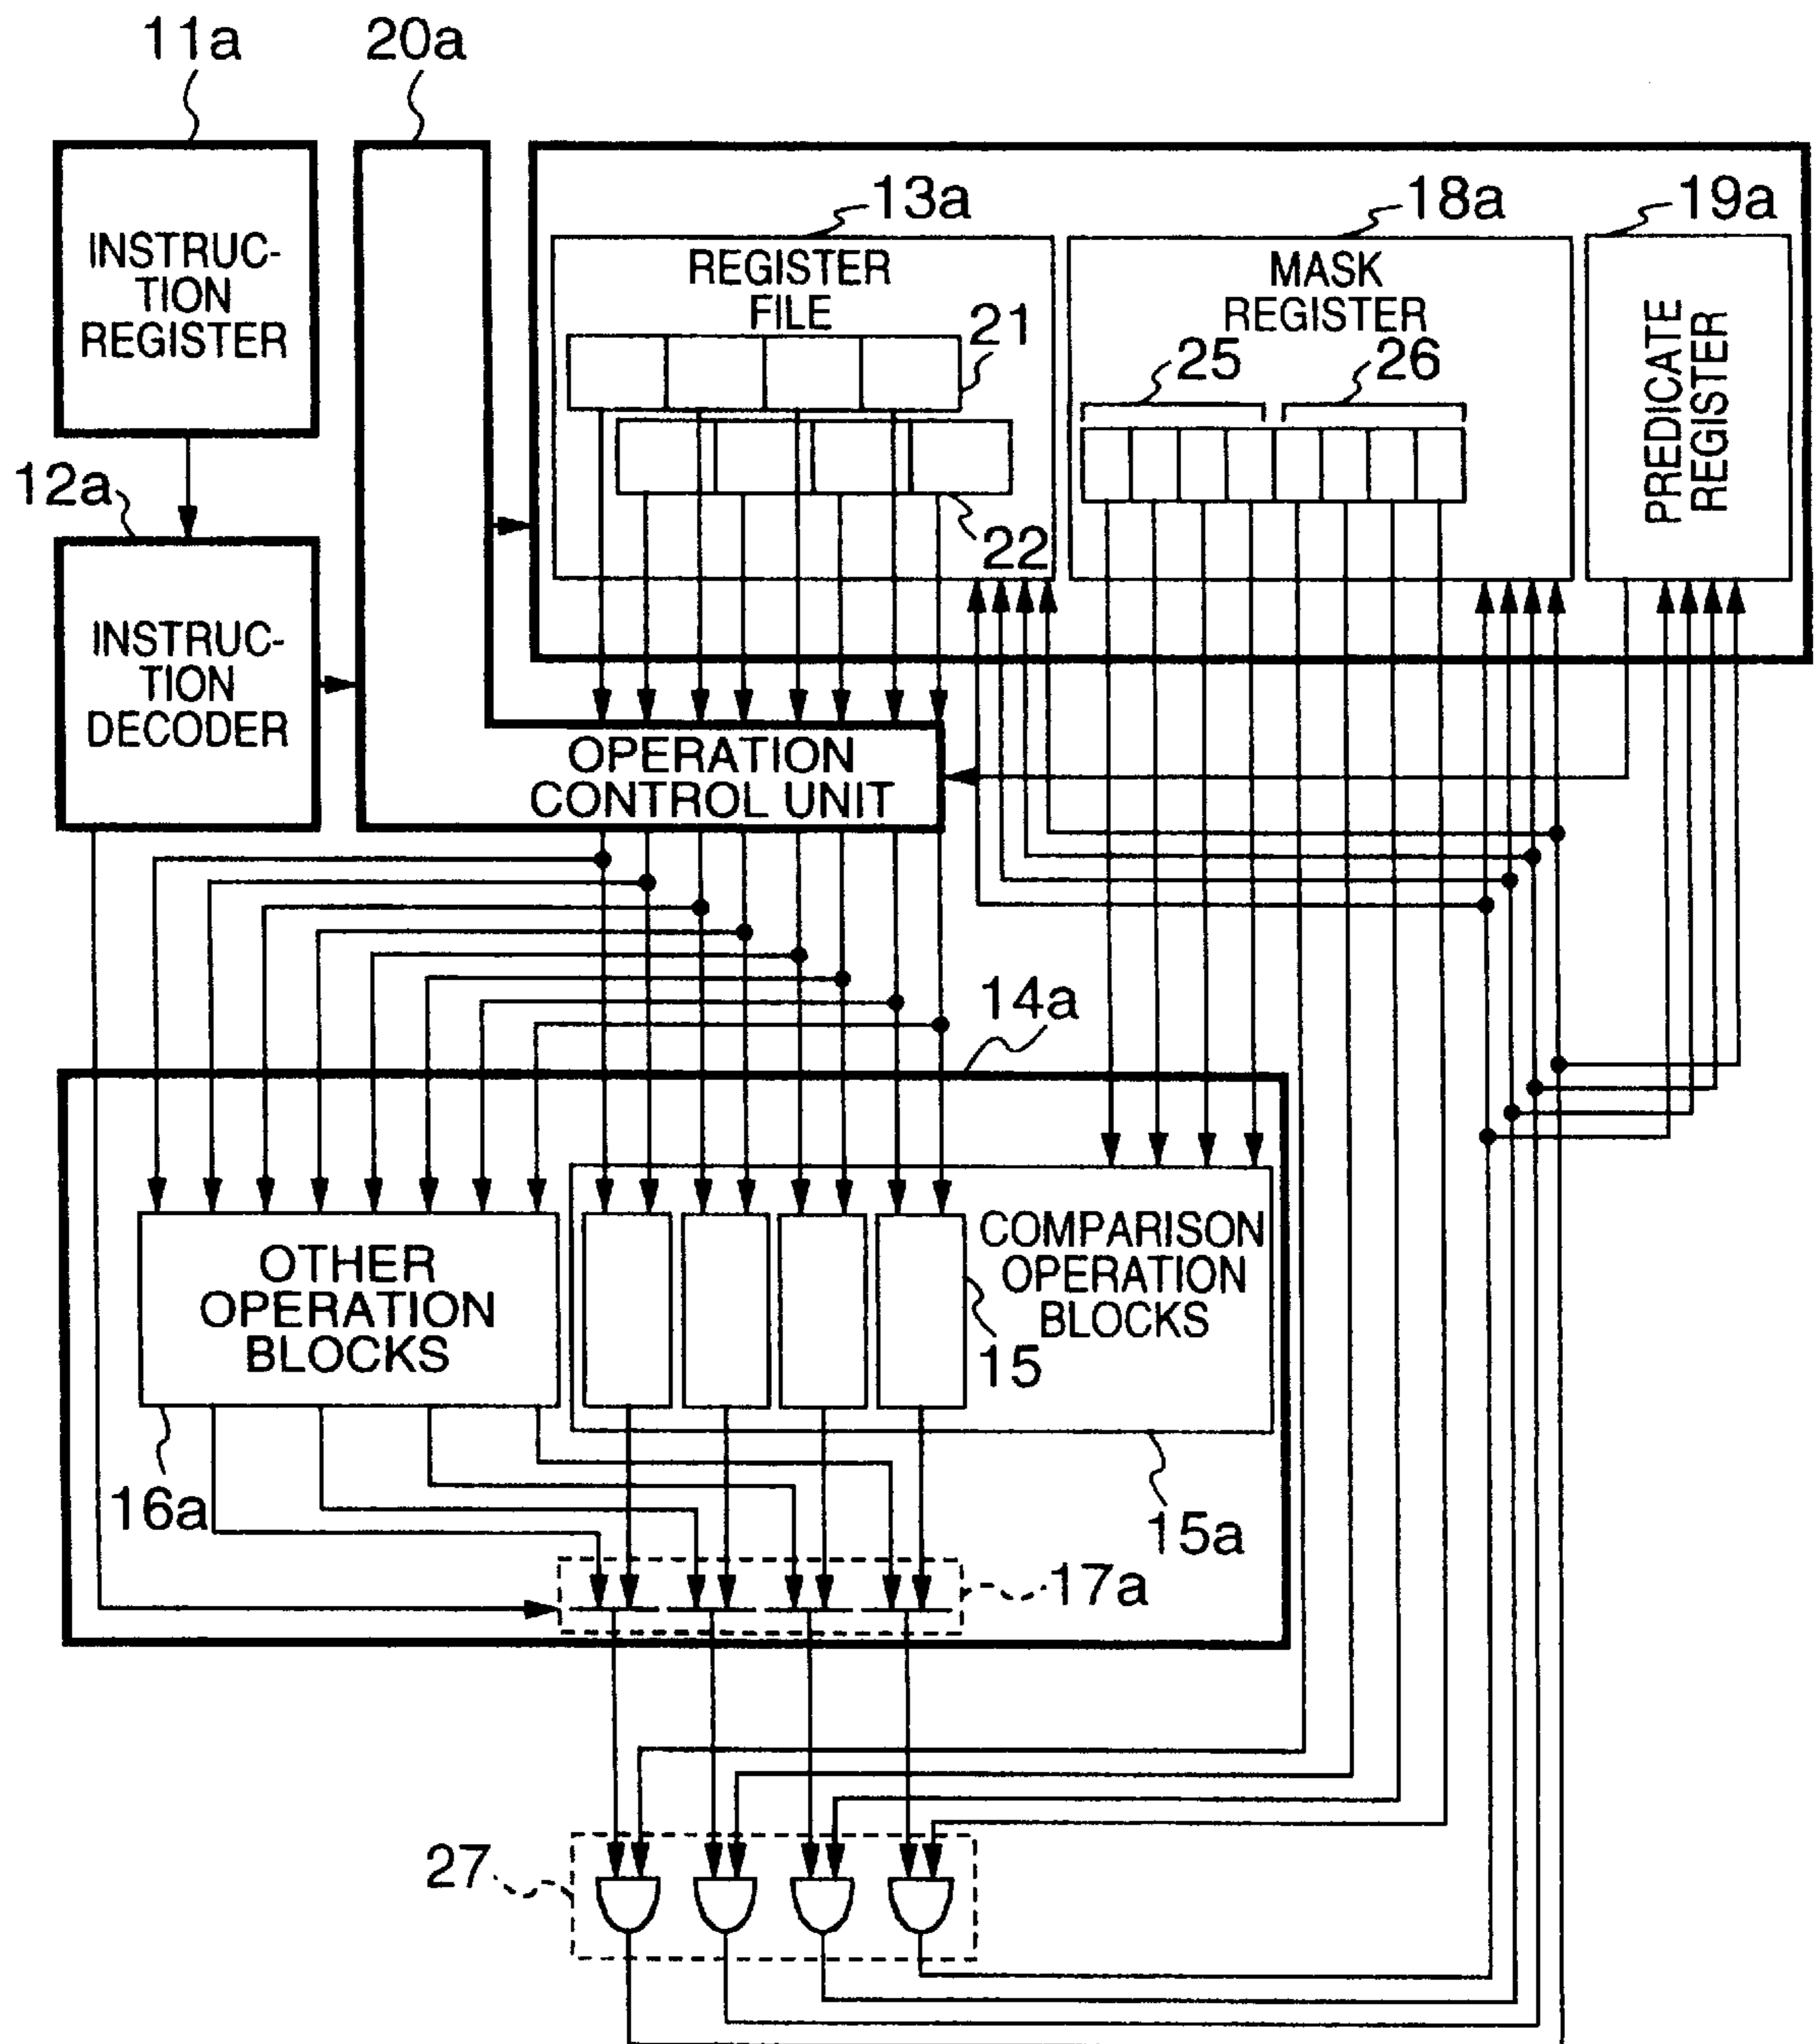 11a
20a
INSTRUC-
TION
REGISTER
13a
18a
19a
REGISTER
FILE
21
22
MASK
REGISTER
25
26
PREDICATE
REGISTER
12a
INSTRUC-
TION
DECODER
OPERATION
CONTROL UNIT
14a
OTHER
OPERATION
BLOCKS
COMPARISON
OPERATION
BLOCKS
15
16a
15a
17a
27